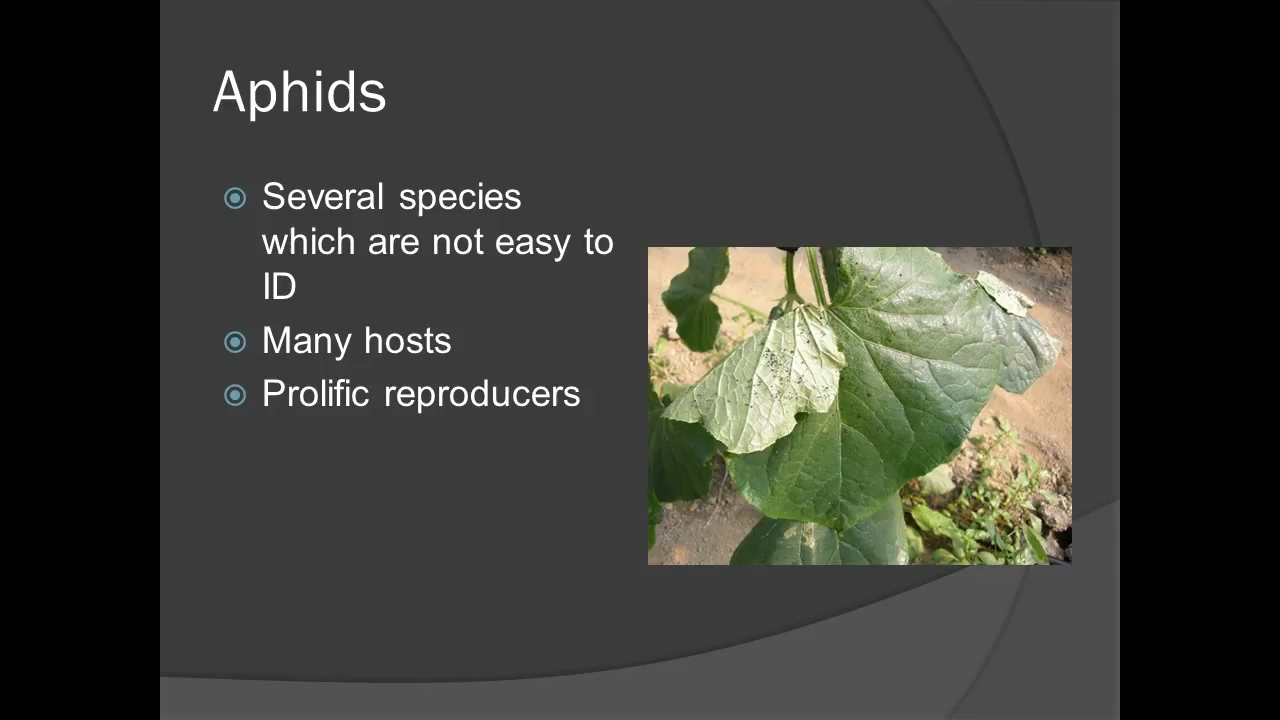 Aphids
Several species
which are not easy to
ID
Many hosts
Prolific reproducers